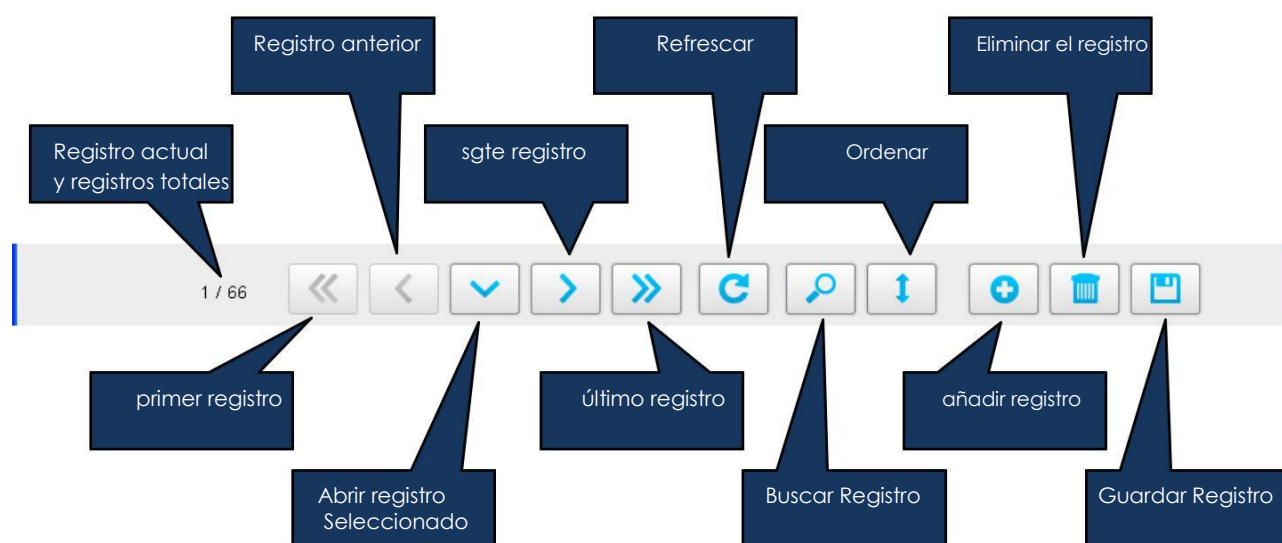 Registro anterior
Refrescar
Eliminar el registro
Registro actual
y registros totales
sgte registro
Ordenar
1 / 66
primer registro
último registro
añadir registro
Abrir registro
Seleccionado
Buscar Registro
Guardar Registro